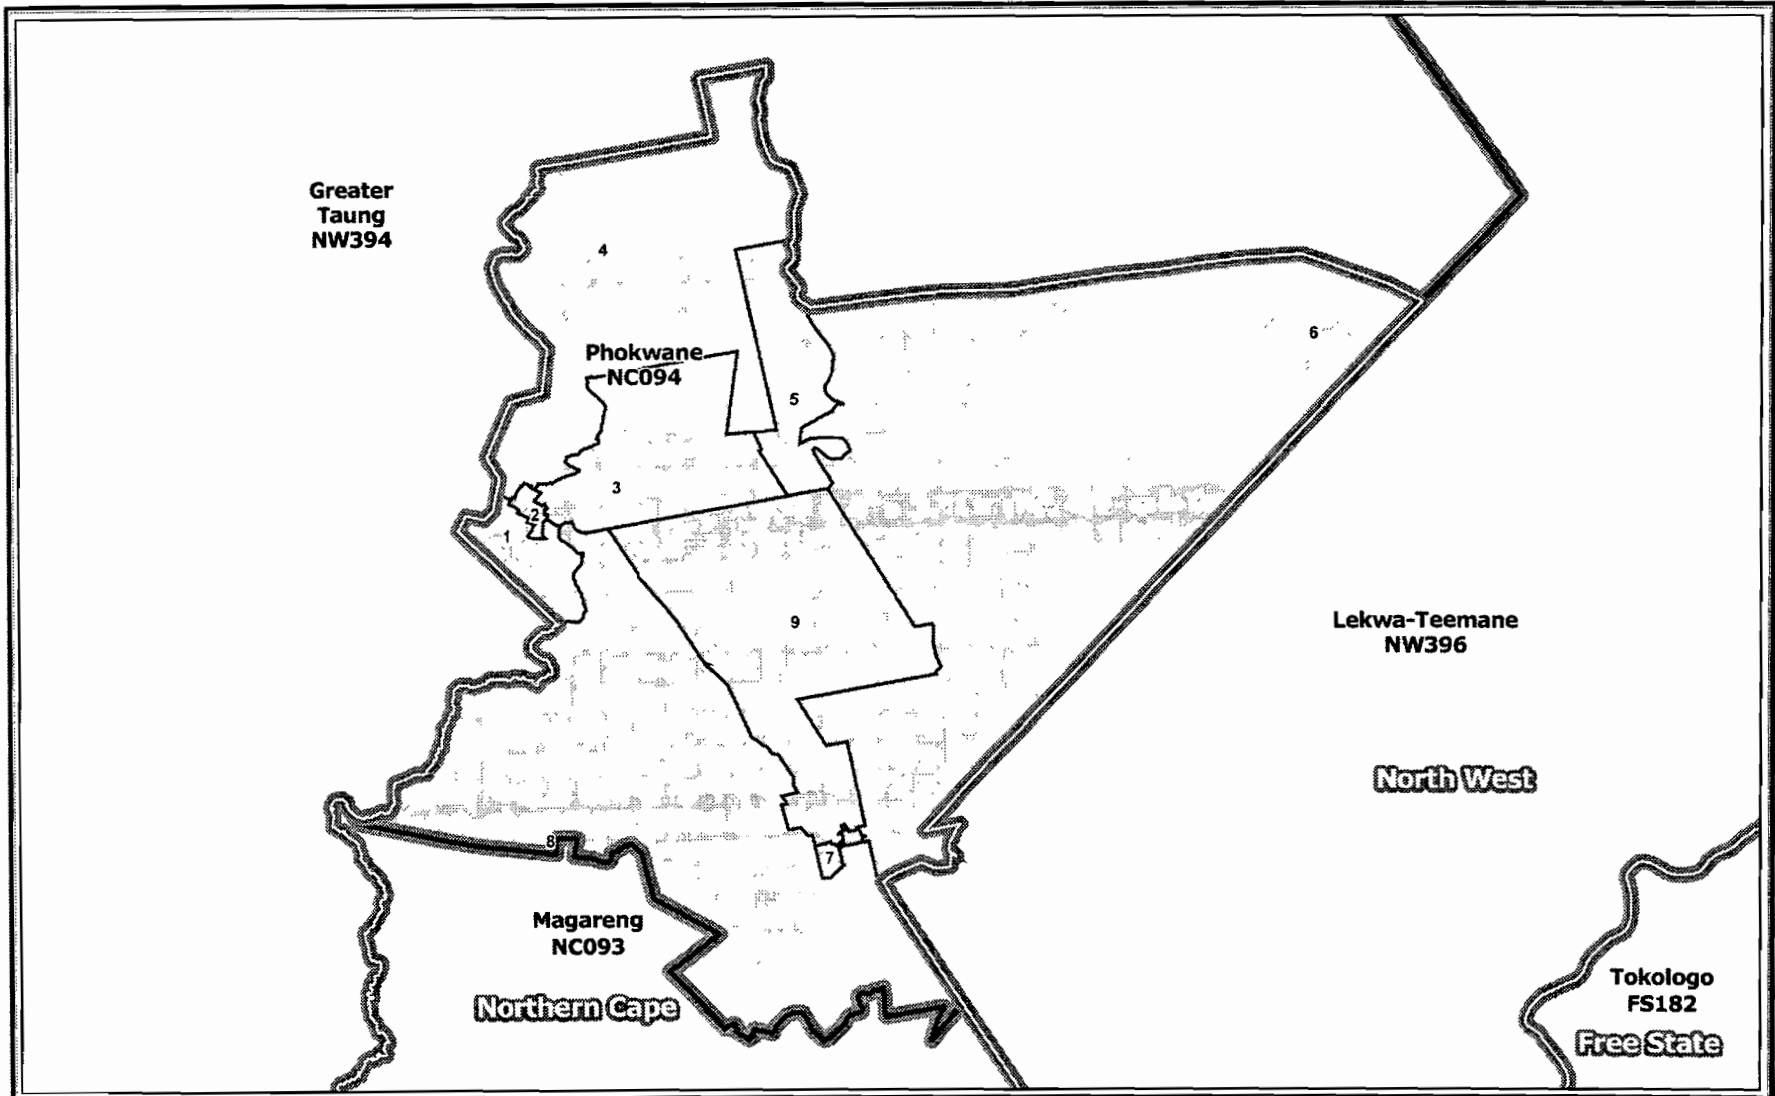 Greater
Taung
NW394
4
6
Phokwane
NC094
5
3
2
1
9
Lekwa-Teemane
NW396
North West
8
7
Magareng
NC093
Northern Cape
Tokologo
FS182
Free State